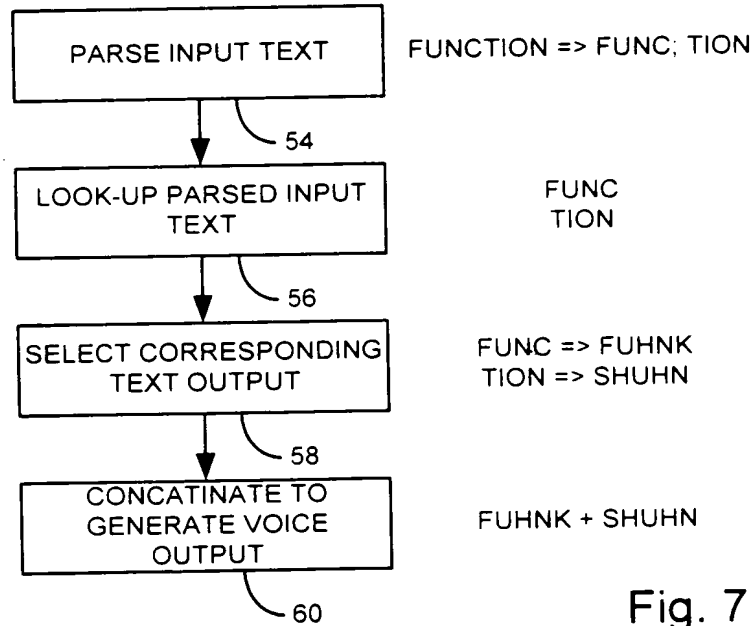 PARSE INPUT TEXT
FUNCTION => FUNC; TION
54
LOOK-UP PARSED INPUT
TEXT
FUNC
TION
56
SELECT CORRESPONDING
TEXT OUTPUT
FUNC => FUHNK
TION => SHUHN
58
CONCATINATE TO
GENERATE VOICE
OUTPUT
FUHNK + SHUHN
60
Fig. 7